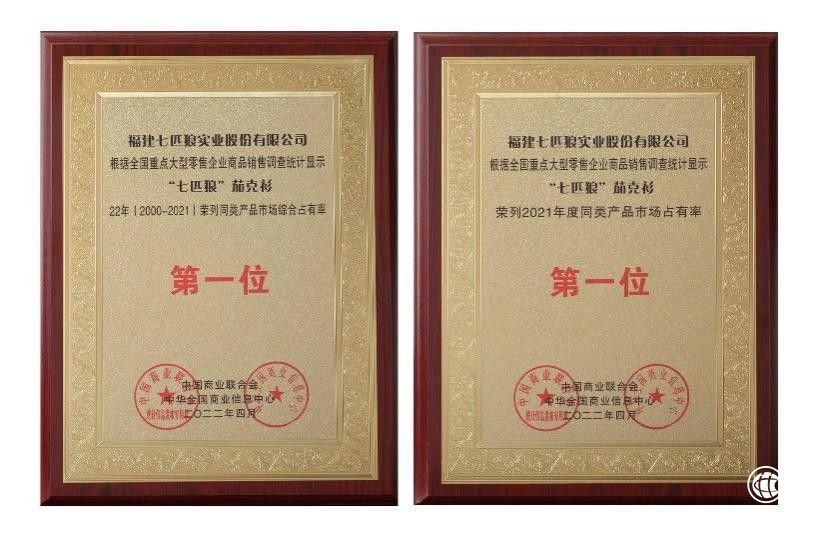 福建七匹狼实业股份有限公司
根据全国重点大型零售企业商品销售调查统计显示
“七匹狼”茄克衫
22年（2000-2021）荣列同类产品市场综合占有率
第一位
中国商业联合会
中华全国商业信息中心
二〇二二年四月
福建七匹狼实业股份有限公司
根据全国重点大型零售企业商品销售调查统计显示
“七匹狼”茄克衫
荣列2021年度同类产品市场占有率
第一位
中国商业联合会
中华全国商业信息中心
二〇二二年四月